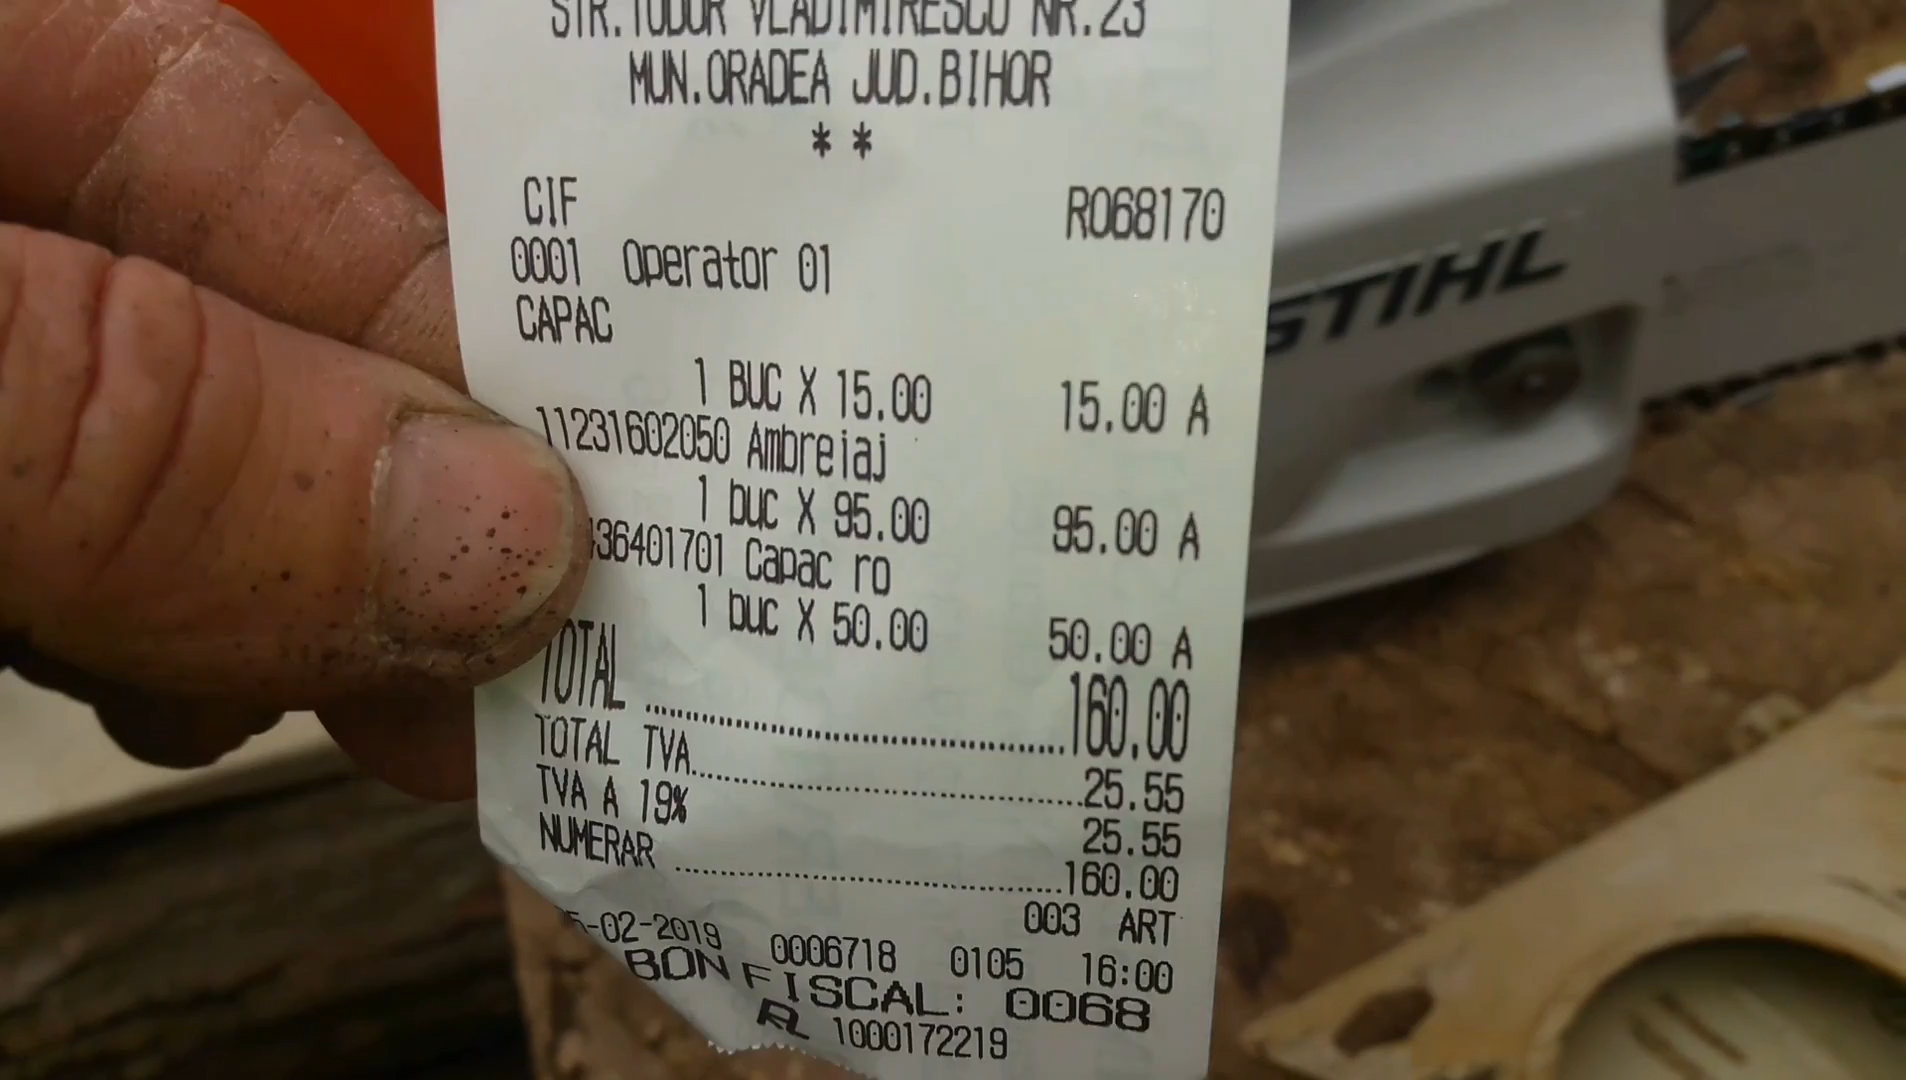 STR.TUDOR VLADIMIRESCU NR.23
MUN.ORADEA JUD.BIHOR
* *
CIF RO68170
0001 Operator 01
CAPAC
1 BUC X 15.00 15.00 A
11231602050 Ambreiaj
1 buc X 95.00 95.00 A
36401701 Capac ro
1 buc X 50.00 50.00 A
TOTAL 160.00
TOTAL TVA 25.55
TVA A 19% 25.55
NUMERAR 160.00
003 ART
5-02-2019 0006718 0105 16:00
BON FISCAL: 0068
1000172219
STIHL